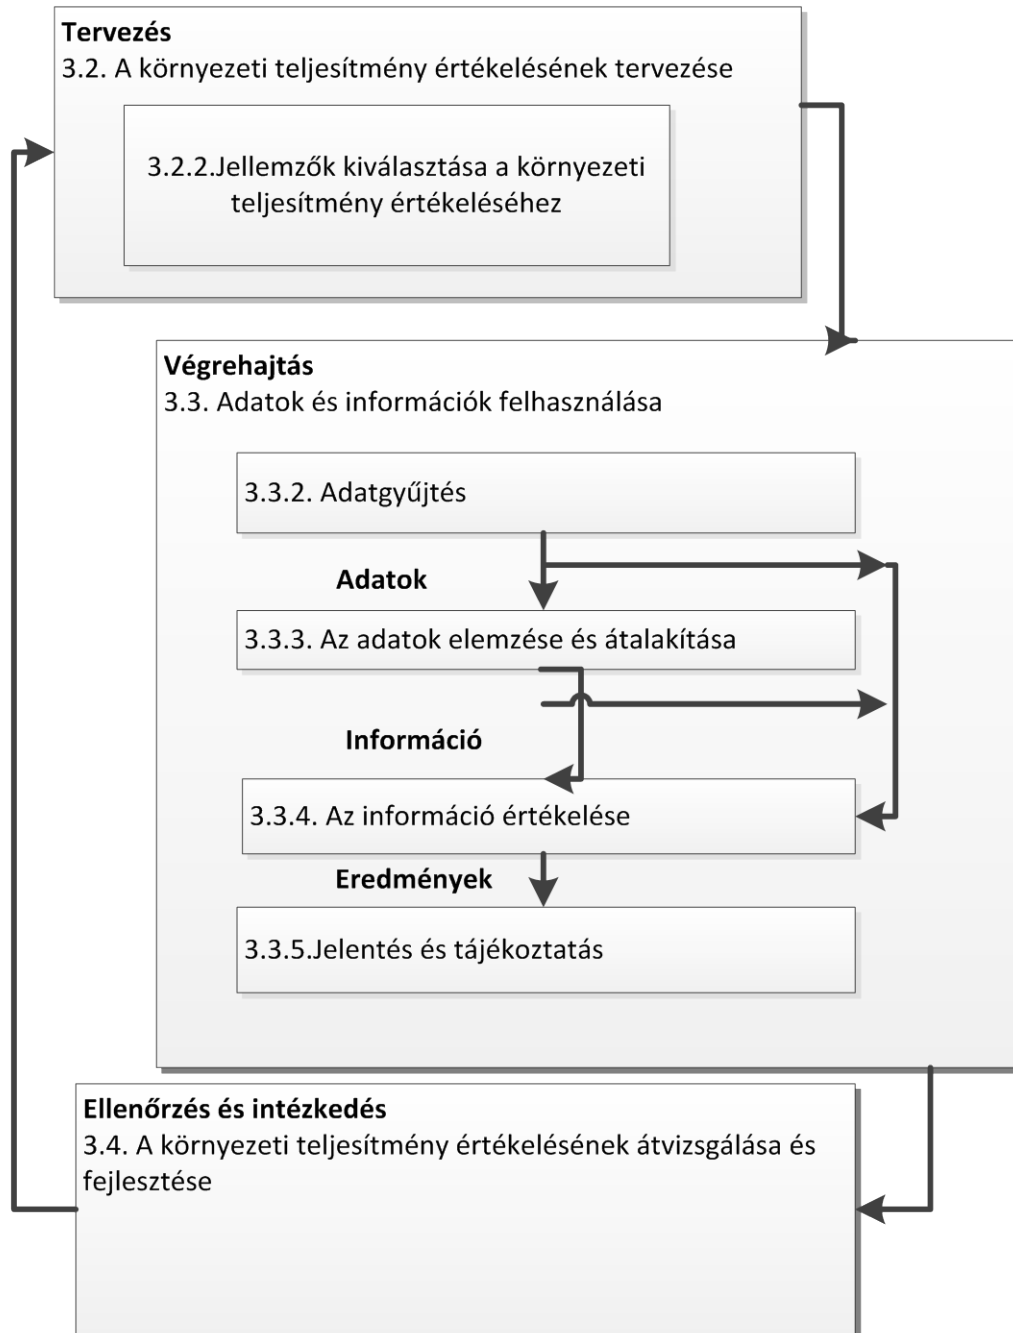 Tervezés
3.2. A környezeti teljesítmény értékelésének tervezése
3.2.2.Jellemzők kiválasztása a környezeti
teljesítmény értékeléséhez
Végrehajtás
3.3. Adatok és információk felhasználása
3.3.2. Adatgyűjtés
Adatok
3.3.3. Az adatok elemzése és átalakítása
Információ
3.3.4. Az információ értékelése
Eredmények
3.3.5.Jelentés és tájékoztatás
Ellenőrzés és intézkedés
3.4. A környezeti teljesítmény értékelésének átvizsgálása és
fejlesztése